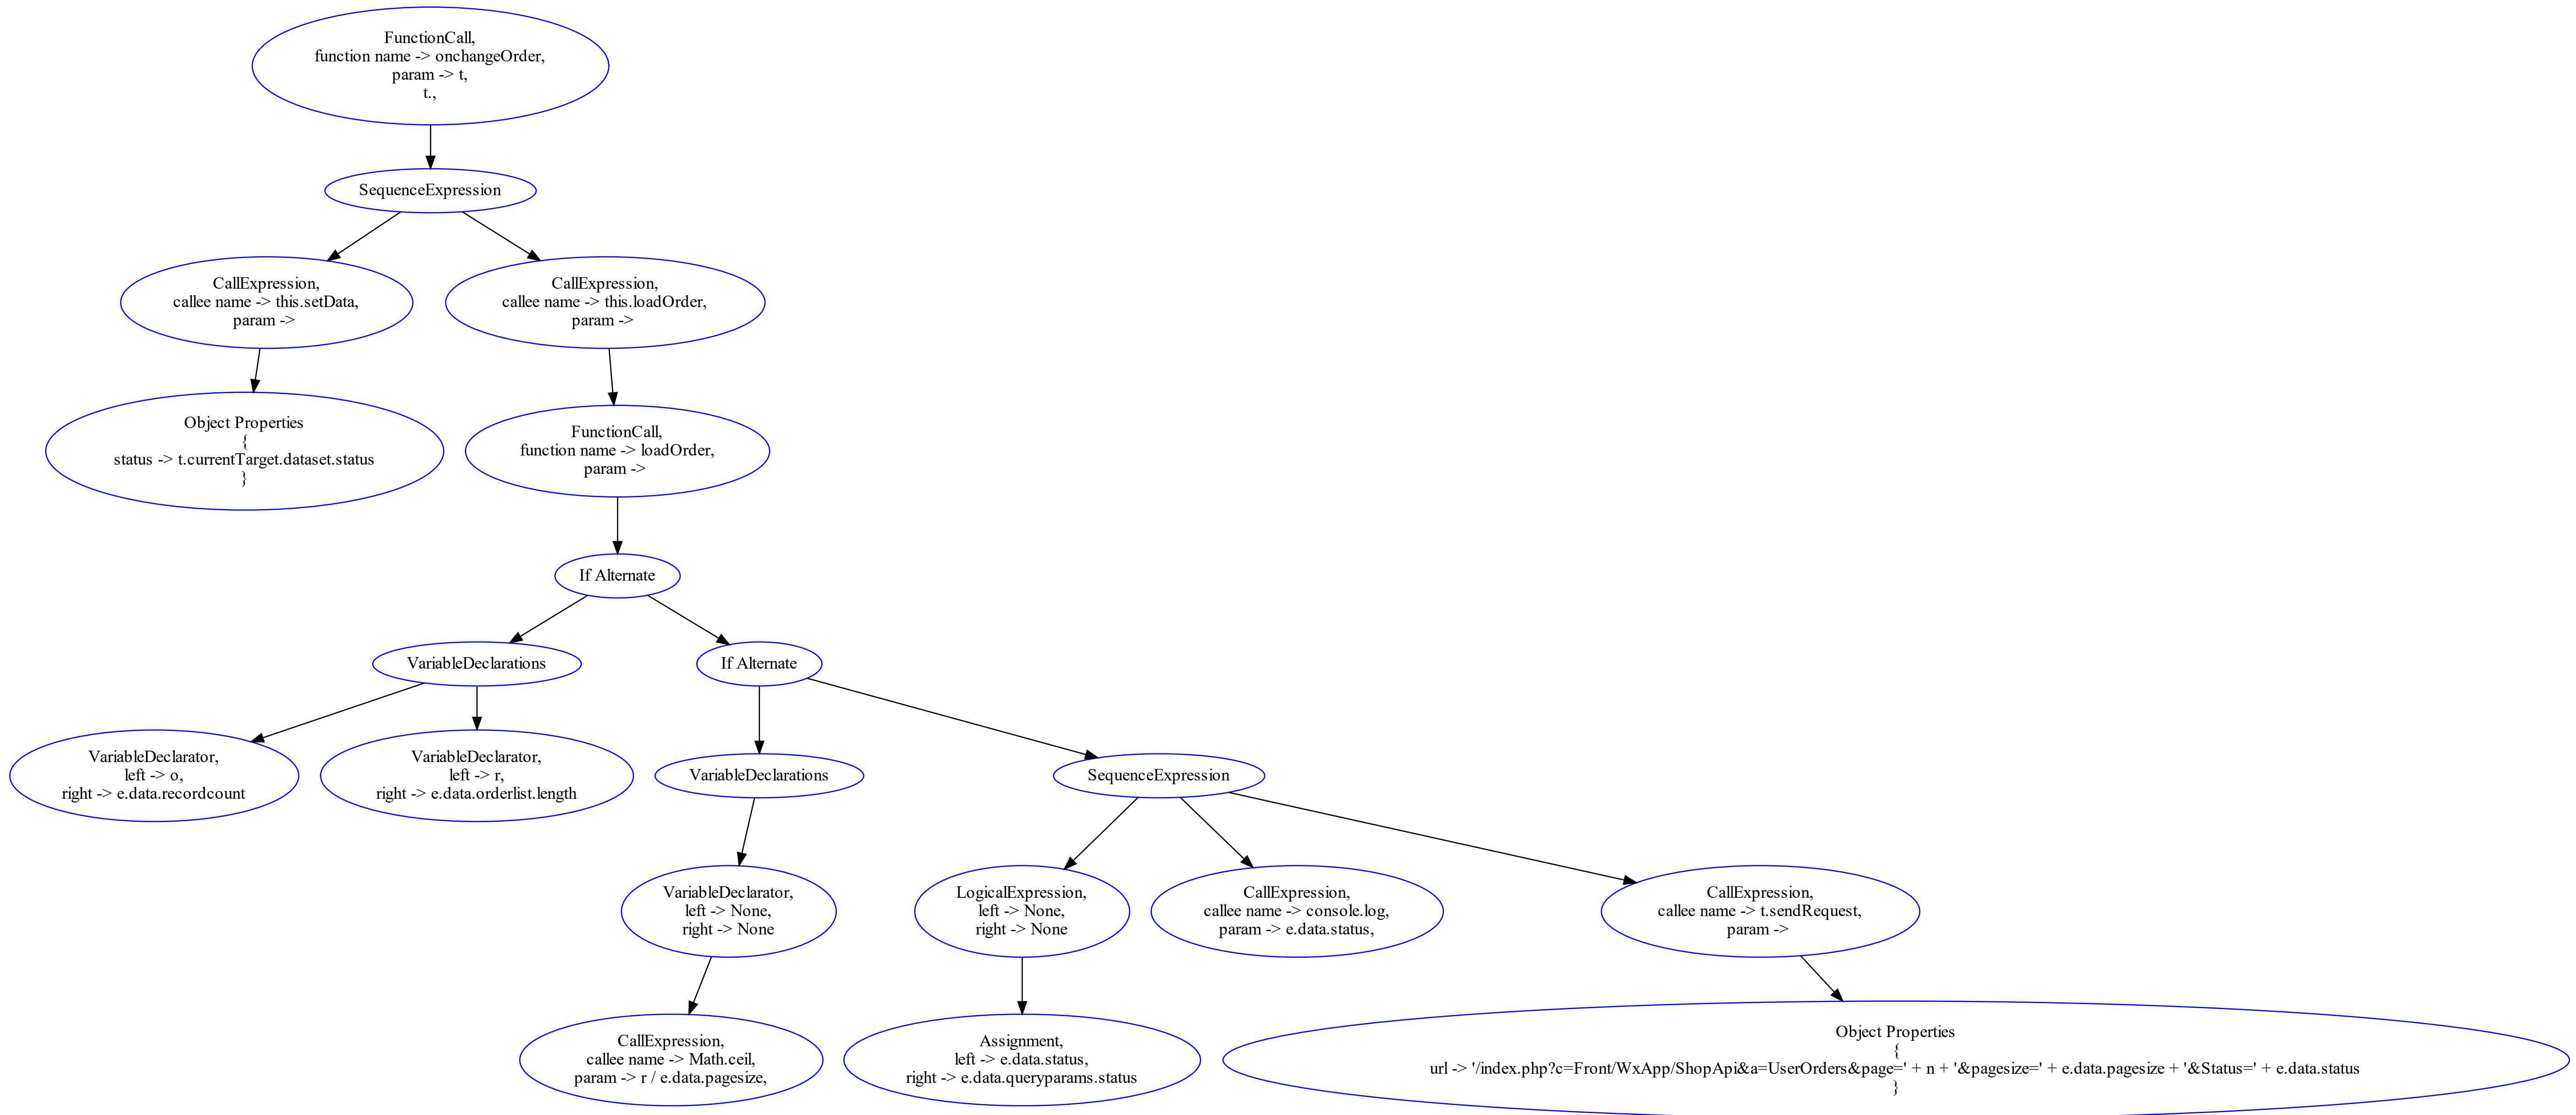 FunctionCall,
function name -> onchangeOrder,
param -> t,
t.,
SequenceExpression
CallExpression,
callee name -> this.setData,
param ->
CallExpression,
callee name -> this.loadOrder,
param ->
Object Properties
{
status -> t.currentTarget.dataset.status
}
FunctionCall,
function name -> loadOrder,
param ->
If Alternate
VariableDeclarations
If Alternate
VariableDeclarator,
left -> o,
right -> e.data.recordcount
VariableDeclarator,
left -> r,
right -> e.data.orderlist.length
VariableDeclarations
SequenceExpression
VariableDeclarator,
left -> None,
right -> None
LogicalExpression,
left -> None,
right -> None
CallExpression,
callee name -> console.log,
param -> e.data.status,
CallExpression,
callee name -> t.sendRequest,
param ->
CallExpression,
callee name -> Math.ceil,
param -> r / e.data.pagesize,
Assignment,
left -> e.data.status,
right -> e.data.queryparams.status
Object Properties
{
url -> '/index.php?c=Front/WxApp/ShopApi&a=UserOrders&page=' + n + '&pagesize=' + e.data.pagesize + '&Status=' + e.data.status
}